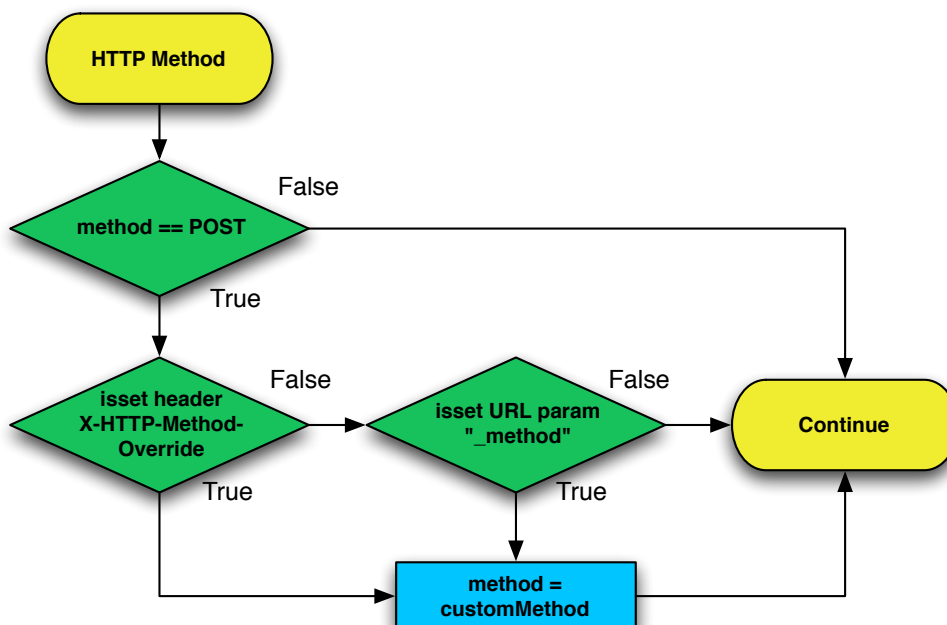 HTTP Method
False
method == POST
True
False
False
isset header
X-HTTP-Method-
Override
isset URL param
"_method"
Continue
True
True
method =
customMethod